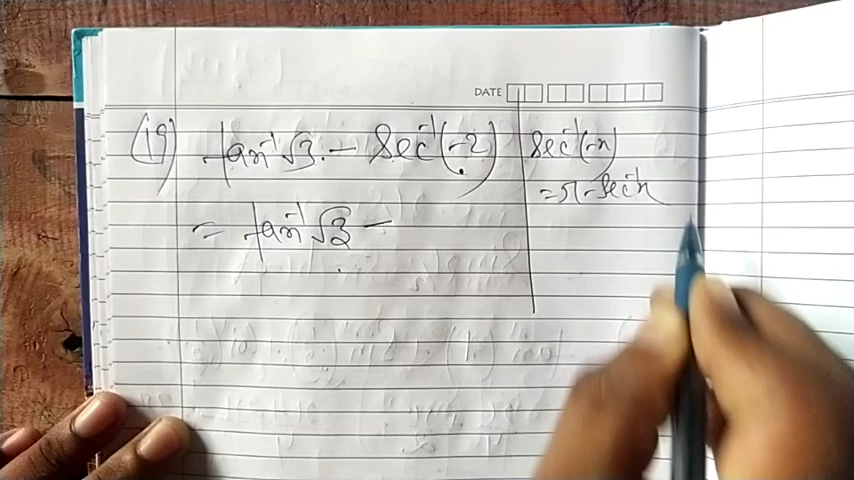 DATE
(19) tan⁻¹√3 - sec⁻¹(-2)
= tan⁻¹√3 -
sec⁻¹(-x)
= π - sec⁻¹x